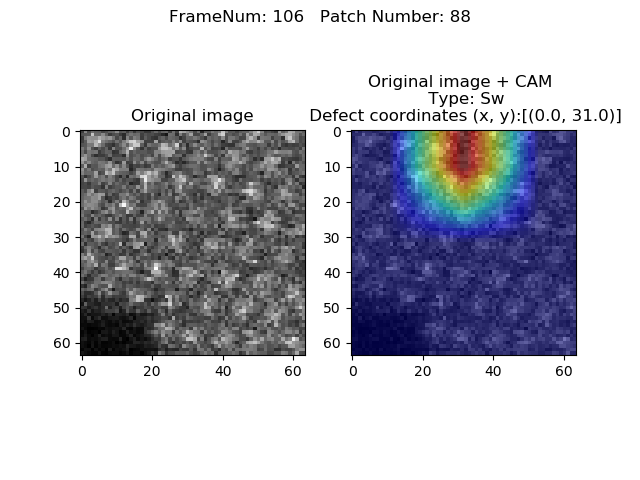 FrameNum: 106   Patch Number: 88
Original image
Original image + CAM
Type: Sw
Defect coordinates (x, y):[(0.0, 31.0)]
0
10
20
30
40
50
60
0 20 40 60
0
10
20
30
40
50
60
0 20 40 60